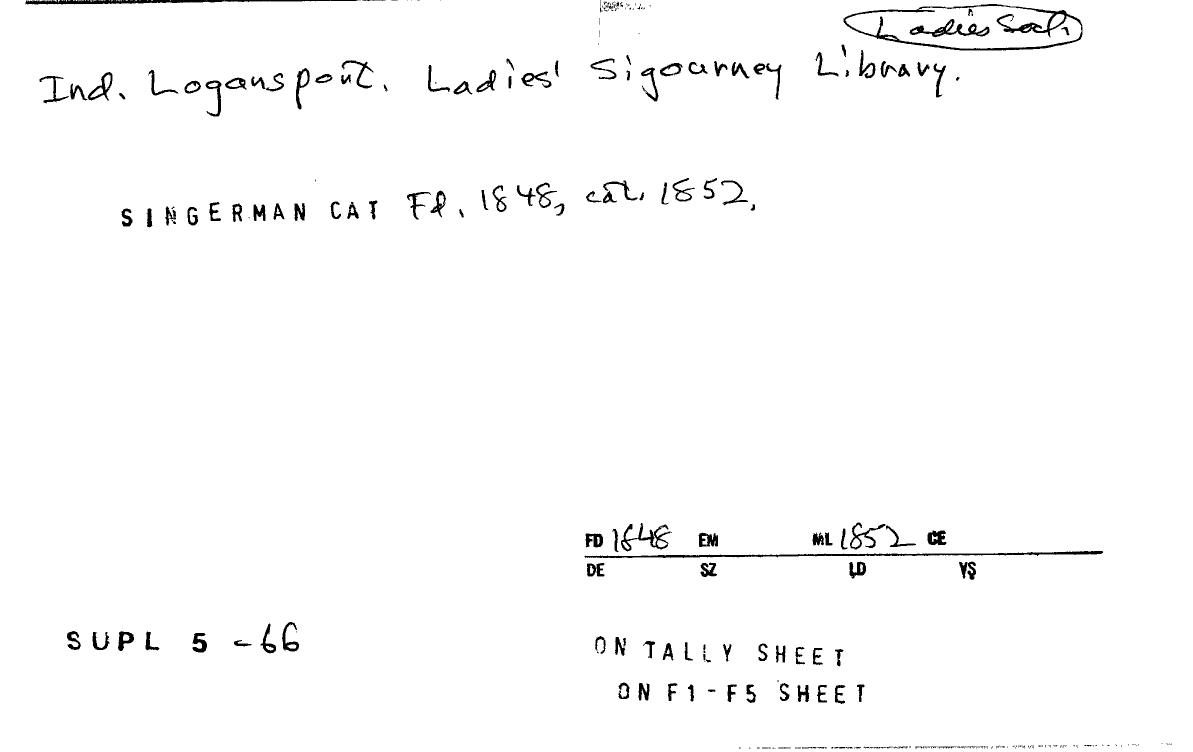 Ladies Soc.
Ind. Logansport. Ladies' Sigourney Library.
SINGERMAN CAT Fd. 1848, cat. 1852.
FD 1848 EM ML 1852 CE
DE SZ LD VS
SUPL 5 -66
ON TALLY SHEET
ON F1-F5 SHEET